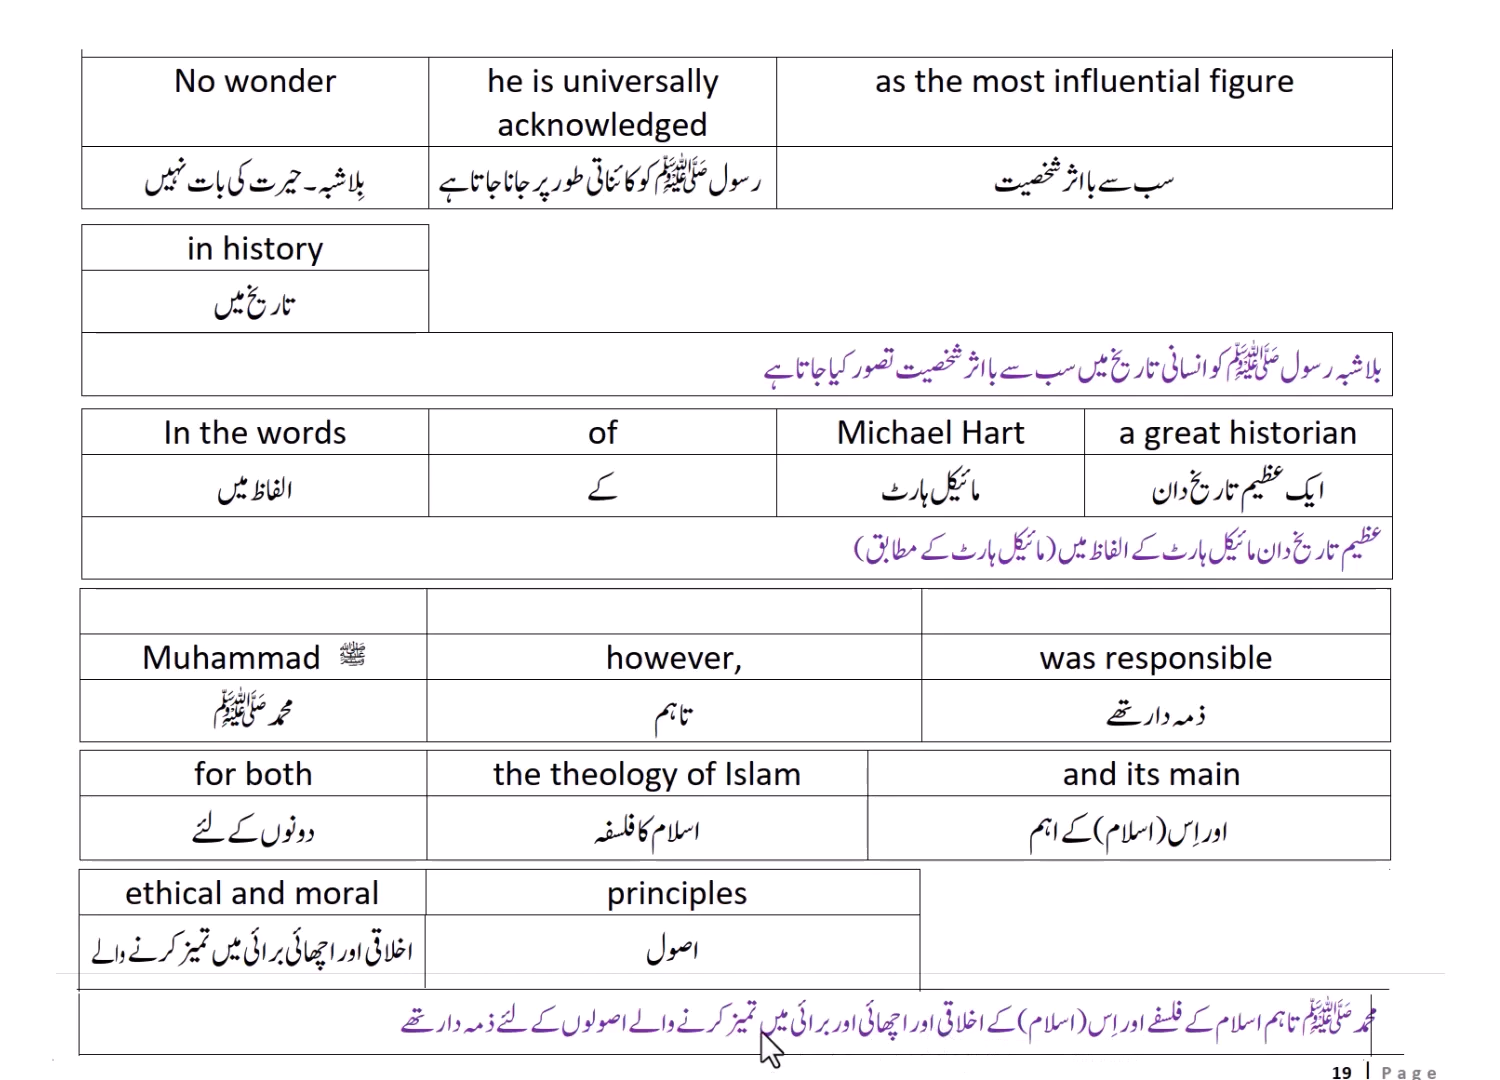 No wonder he is universally as the most influential figure
acknowledged
بِلاشبہ۔ حیرت کی بات نہیں رسول ﷺ کو کائناتی طور پر جانا جاتا ہے سب سے بااثر شخصیت
in history
تاریخ میں
بلاشبہ رسول ﷺ کو انسانی تاریخ میں سب سے بااثر شخصیت تصور کیا جاتا ہے
In the words of Michael Hart a great historian
الفاظ میں کے مائیکل ہارٹ ایک عظیم تاریخ دان
عظیم تاریخ دان مائیکل ہارٹ کے الفاظ میں (مائیکل ہارٹ کے مطابق)
Muhammad ﷺ however, was responsible
محمد ﷺ تاہم ذمہ دار تھے
for both the theology of Islam and its main
دونوں کے لئے اسلام کا فلسفہ اور اِس (اسلام) کے اہم
ethical and moral principles
اخلاقی اور اچھائی برائی میں تمیز کرنے والے اصول
محمد ﷺ تاہم اسلام کے فلسفے اور اِس (اسلام) کے اخلاقی اور اچھائی اور برائی میں تمیز کرنے والے اصولوں کے لئے ذمہ دار تھے
19 | Page